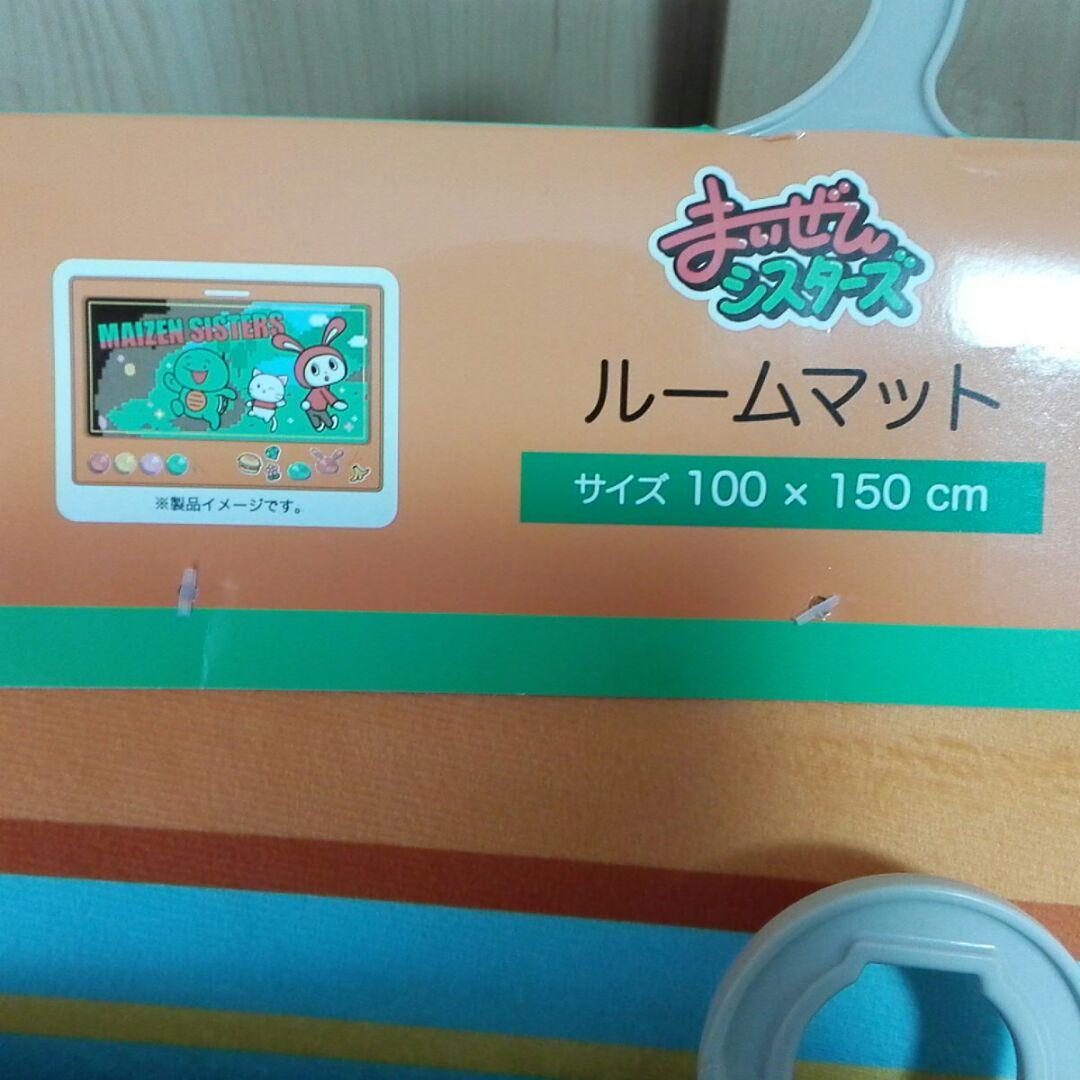 まいぜん
シスターズ
MAIZEN SISTERS
ルームマット
サイズ 100 × 150 cm
※製品イメージです。